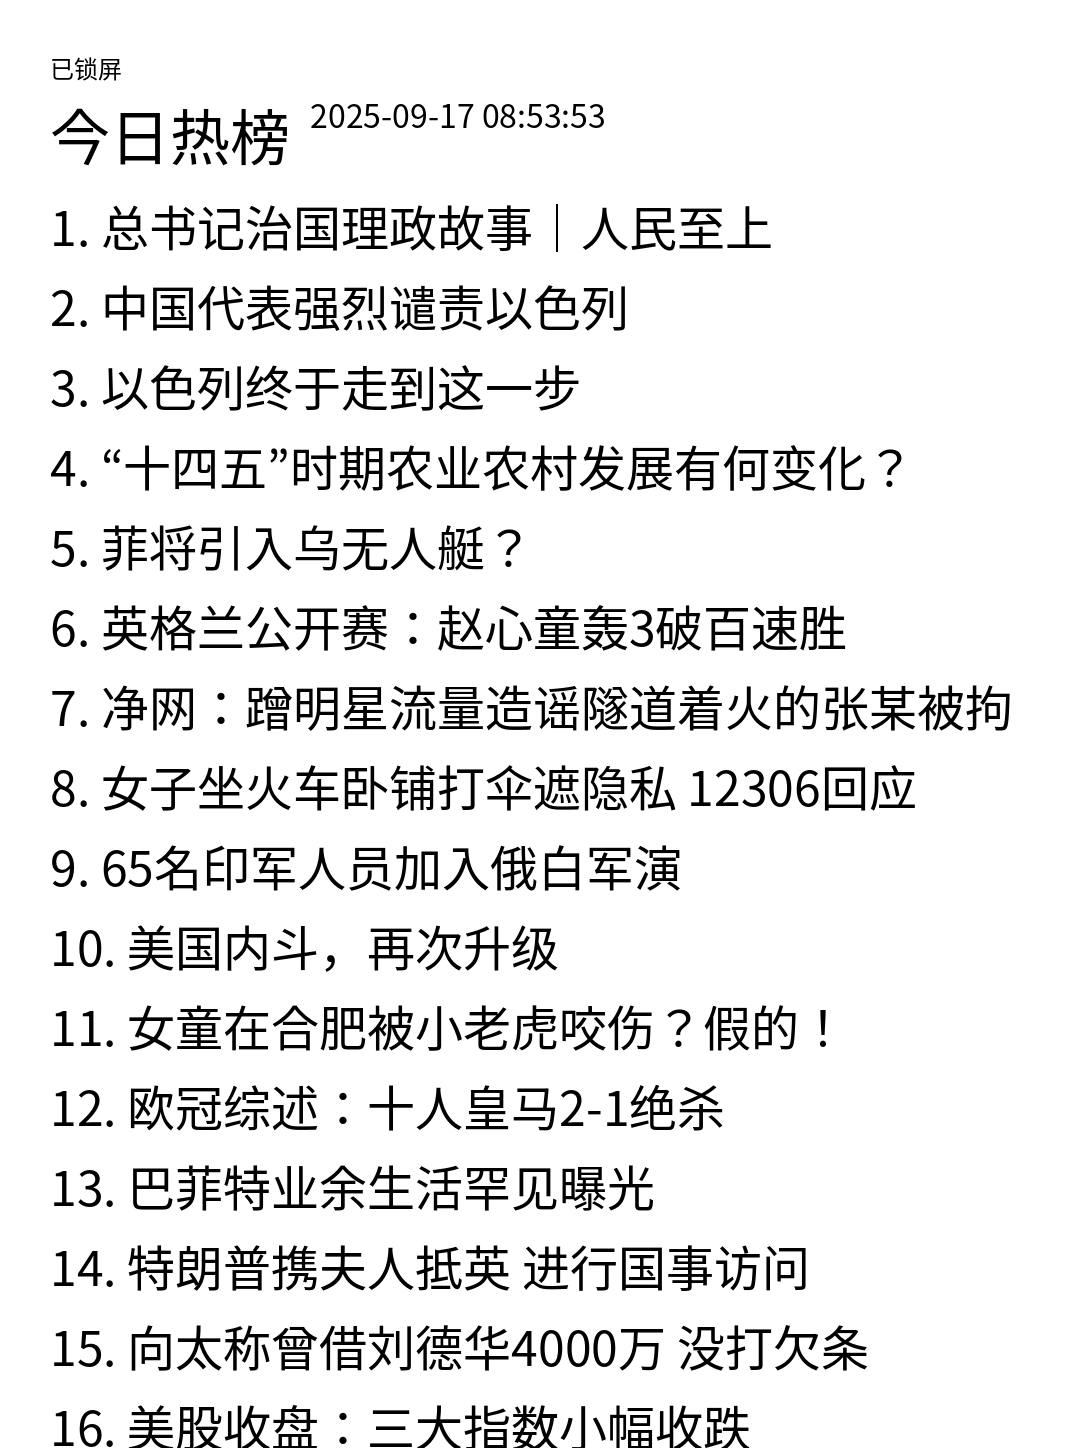 已锁屏
今日热榜 2025-09-17 08:53:53
1. 总书记治国理政故事｜人民至上
2. 中国代表强烈谴责以色列
3. 以色列终于走到这一步
4. “十四五”时期农业农村发展有何变化？
5. 菲将引入乌无人艇？
6. 英格兰公开赛：赵心童轰3破百速胜
7. 净网：蹭明星流量造谣隧道着火的张某被拘
8. 女子坐火车卧铺打伞遮隐私 12306回应
9. 65名印军人员加入俄白军演
10. 美国内斗，再次升级
11. 女童在合肥被小老虎咬伤？假的！
12. 欧冠综述：十人皇马2-1绝杀
13. 巴菲特业余生活罕见曝光
14. 特朗普携夫人抵英 进行国事访问
15. 向太称曾借刘德华4000万 没打欠条
16. 美股收盘：三大指数小幅收跌